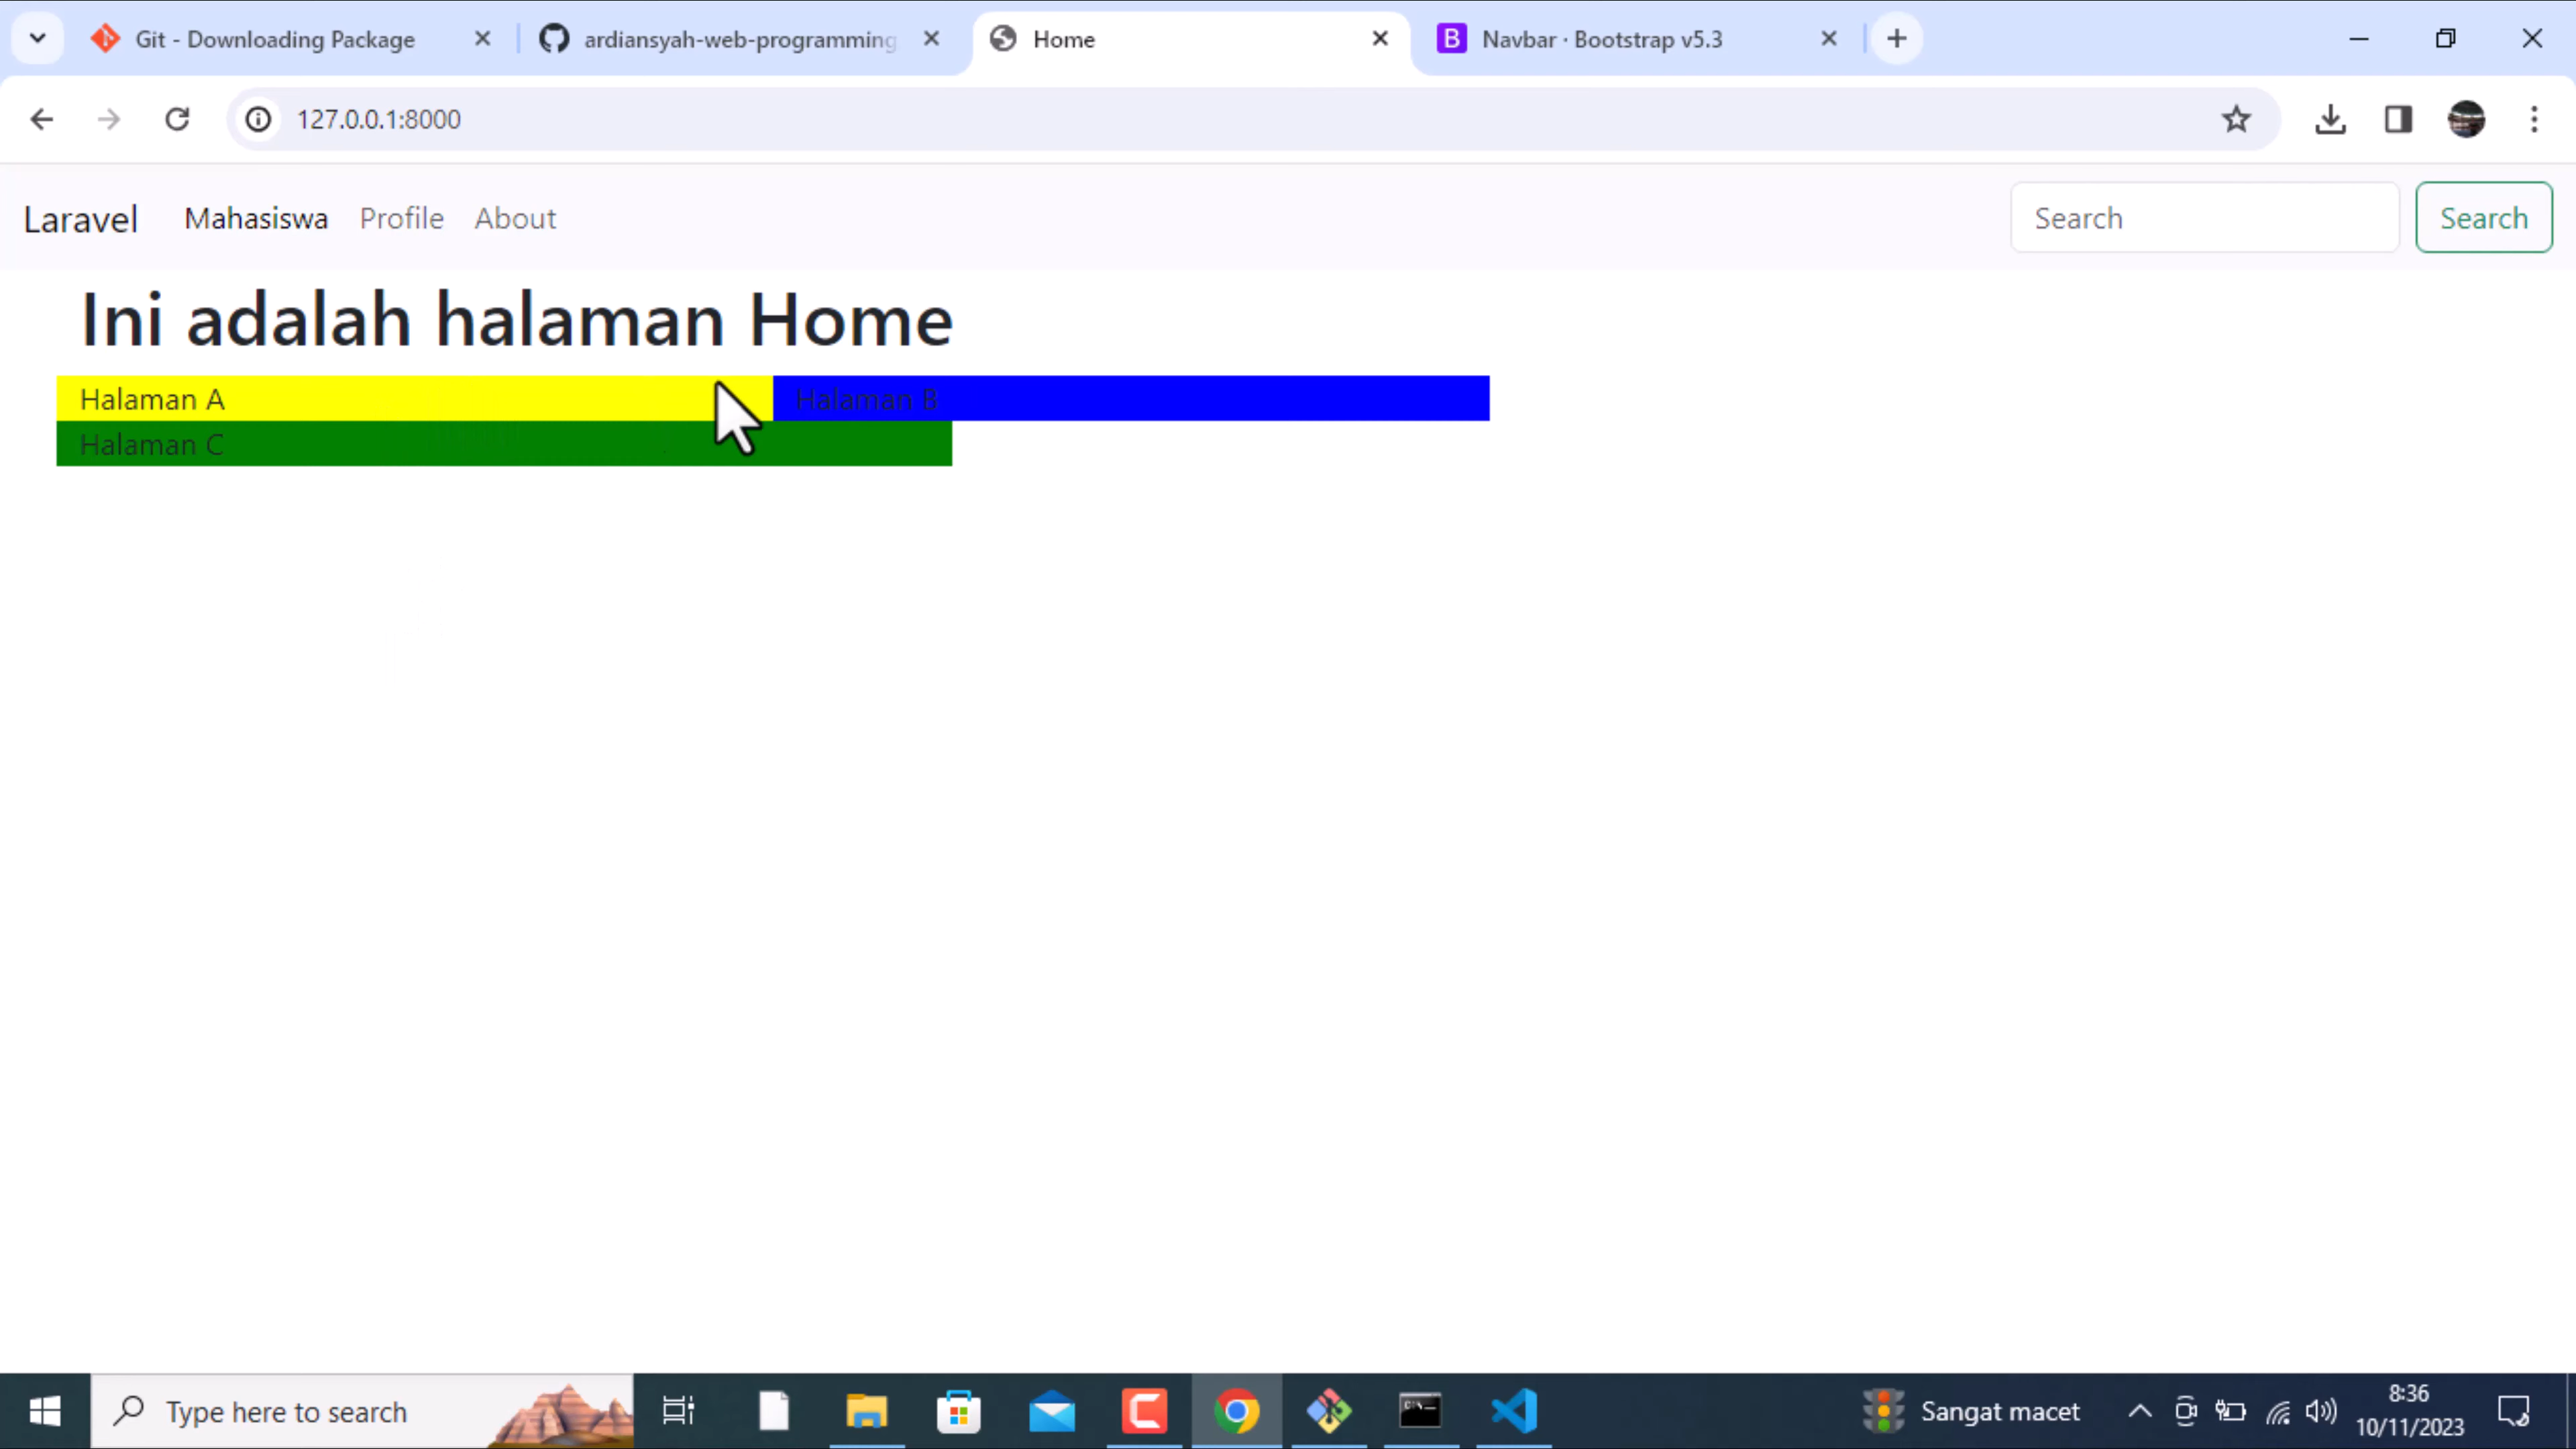 Git - Downloading Package
ardiansyah-web-programming
Home
Navbar · Bootstrap v5.3
127.0.0.1:8000
Laravel Mahasiswa Profile About Search Search
Ini adalah halaman Home
Halaman A Halaman B
Halaman C
Type here to search
Sangat macet
8:36
10/11/2023